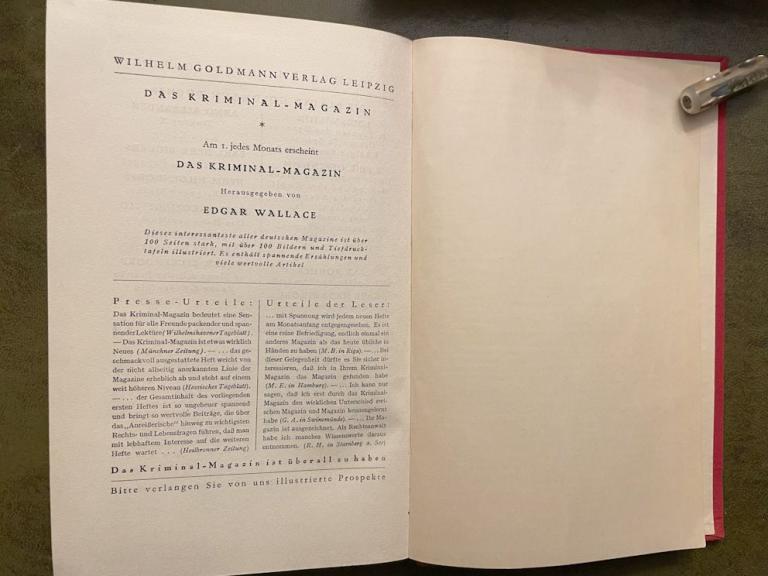 WILHELM GOLDMANN VERLAG LEIPZIG
DAS KRIMINAL-MAGAZIN
*
Am 1. jedes Monats erscheint
DAS KRIMINAL-MAGAZIN
Herausgegeben von
EDGAR WALLACE
Dieses interessanteste aller deutschen Magazine ist über
100 Seiten stark, mit über 100 Bildern und Tiefdruck-
tafeln illustriert. Es enthält spannende Erzählungen und
viele wertvolle Artikel
Presse-Urteile:
Das Kriminal-Magazin bedeutet eine Sen-
sation für alle Freunde packender und span-
nender Lektüre (Wilhelmshavener Tageblatt).
— Das Kriminal-Magazin ist etwas wirklich
Neues (Münchner Zeitung). — ... das ge-
schmackvoll ausgestattete Heft weicht von
der nicht allseitig anerkannten Linie der
Magazine erheblich ab und steht auf einem
weit höheren Niveau (Hessisches Tageblatt).
— ... der Gesamtinhalt des vorliegenden
ersten Heftes ist so ungeheuer spannend
und bringt so wertvolle Beiträge, die über
das „Anreißerische“ hinweg zu wichtigsten
Rechts- und Lebensfragen führen, daß man
mit lebhaftem Interesse auf die weiteren
Hefte wartet ... (Heilbronner Zeitung)
Urteile der Leser:
... mit Spannung wird jedem neuen Hefte
am Monatsanfang entgegengesehen. Es ist
eine reine Befriedigung, endlich einmal ein
anderes Magazin als das heute übliche in
Händen zu haben (M. B. in Riga). — ... Bei
dieser Gelegenheit dürfte es Sie sicher in-
teressieren, daß ich in Ihrem Kriminal-
Magazin das Magazin gefunden habe
(M. E. in Hamburg). — ... Ich kann nur
sagen, daß ich erst durch das Kriminal-
Magazin den wirklichen Unterschied zwi-
schen Magazin und Magazin kennengelernt
habe (G. A. in Swinemünde). — ... Ihr Ma-
gazin ist ausgezeichnet. Als Rechtsanwalt
habe ich manches Wissenswerte daraus
entnommen. (R. H. in Starnberg a. See)
Das Kriminal-Magazin ist überall zu haben
Bitte verlangen Sie von uns illustrierte Prospekte